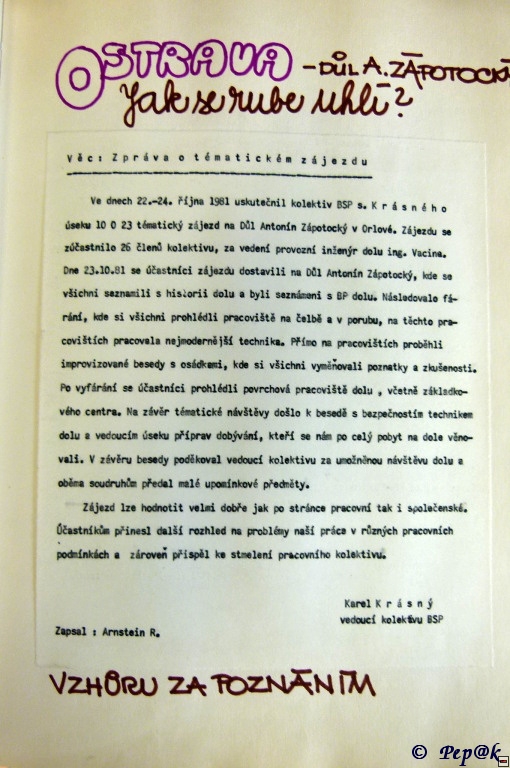 OSTRAVA - DŮL A. ZÁPOTOCKÝ
Jak se rube uhlí?
Věc: Zpráva o tématickém zájezdu
Ve dnech 22.-24. října 1981 uskutečnil kolektiv BSP s. Krásného
úseku 10 0 23 tématický zájezd na Důl Antonín Zápotocký v Orlové. Zájezdu se
zúčastnilo 26 členů kolektivu, za vedení provozní inženýr dolu ing. Vacina.
Dne 23.10.81 se účastníci zájezdu dostavili na Důl Antonín Zápotocký, kde se
všichni seznamili s historii dolu a byli seznámeni s BP dolu. Následovalo fá-
rání, kde si všichni prohlédli pracoviště na čelbě a v porubu, na těchto pra-
covištích pracovala nejmodernější technika. Přímo na pracovištích proběhli
improvizované besedy s osádkami, kde si všichni vyměňovali poznatky a zkušenosti.
Po vyfárání se účastníci prohlédli povrchová pracoviště dolu , včetně základko-
vého centra. Na závěr tématické návštěvy došlo k besedě s bezpečnostím technikem
dolu a vedoucím úseku příprav dobývání, kteří se nám po celý pobyt na dole věno-
vali. V závěru besedy poděkoval vedoucí kolektivu za umožněnou návštěvu dolu a
oběma soudruhům předal malé upomínkové předměty.
Zájezd lze hodnotit velmi dobře jak po stránce pracovní tak i společenské.
Účastníkům přinesl další rozhled na problémy naší práce v různých pracovních
podmínkách a zároveň přispěl ke stmelení pracovního kolektivu.
Karel Krásný
vedoucí kolektivu BSP
Zapsal : Arnstein R.
VZHŮRU ZA POZNÁNÍM
© Pep@k